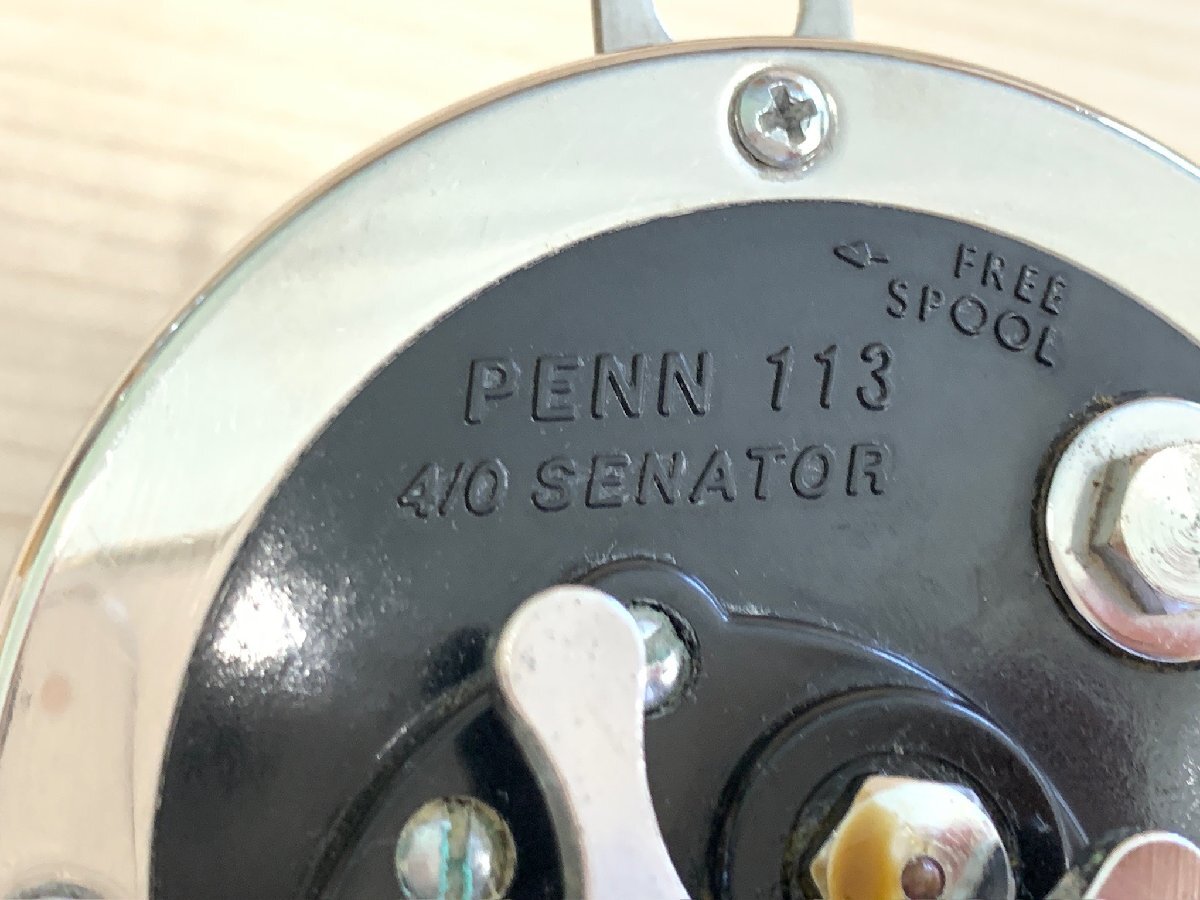 FREE
SPOOL
PENN 113
4/0 SENATOR